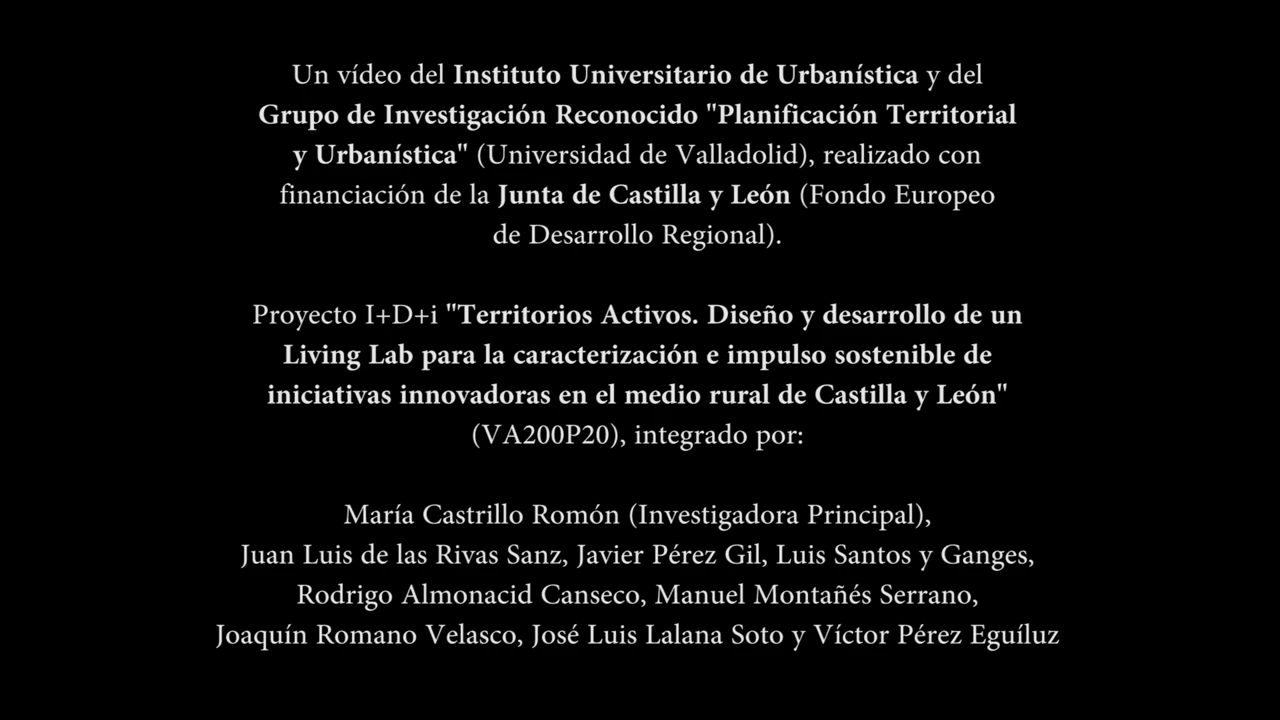 Un vídeo del Instituto Universitario de Urbanística y del
Grupo de Investigación Reconocido "Planificación Territorial
y Urbanística" (Universidad de Valladolid), realizado con
financiación de la Junta de Castilla y León (Fondo Europeo
de Desarrollo Regional).
Proyecto I+D+i "Territorios Activos. Diseño y desarrollo de un
Living Lab para la caracterización e impulso sostenible de
iniciativas innovadoras en el medio rural de Castilla y León"
(VA200P20), integrado por:
María Castrillo Romón (Investigadora Principal),
Juan Luis de las Rivas Sanz, Javier Pérez Gil, Luis Santos y Ganges,
Rodrigo Almonacid Canseco, Manuel Montañés Serrano,
Joaquín Romano Velasco, José Luis Lalana Soto y Víctor Pérez Eguíluz